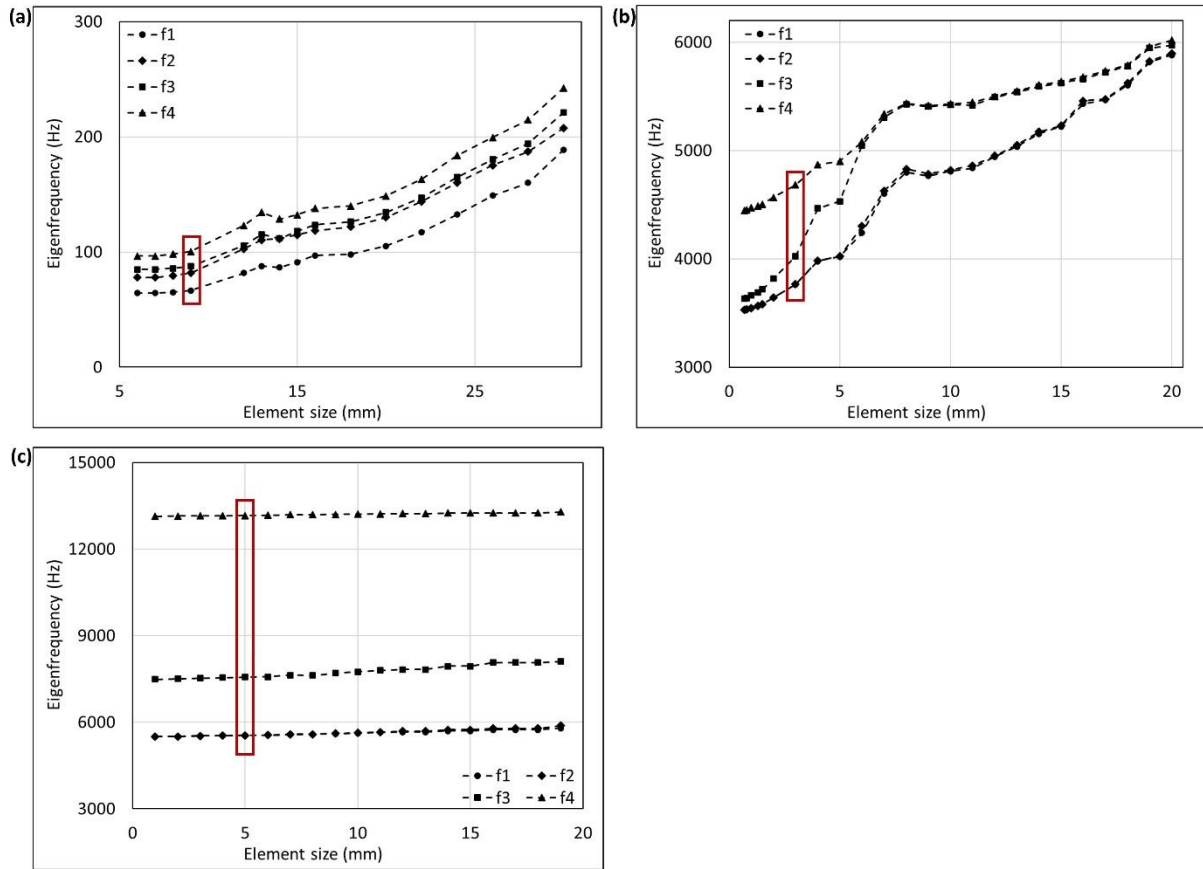 (a)
300
200
100
0
Eigenfrequency (Hz)
f1
f2
f3
f4
5
15
25
Element size (mm)
(b)
6000
5000
4000
3000
Eigenfrequency (Hz)
f1
f2
f3
f4
0
5
10
15
20
Element size (mm)
(c)
15000
12000
9000
6000
3000
Eigenfrequency (Hz)
f1 f2
f3 f4
0
5
10
15
20
Element size (mm)